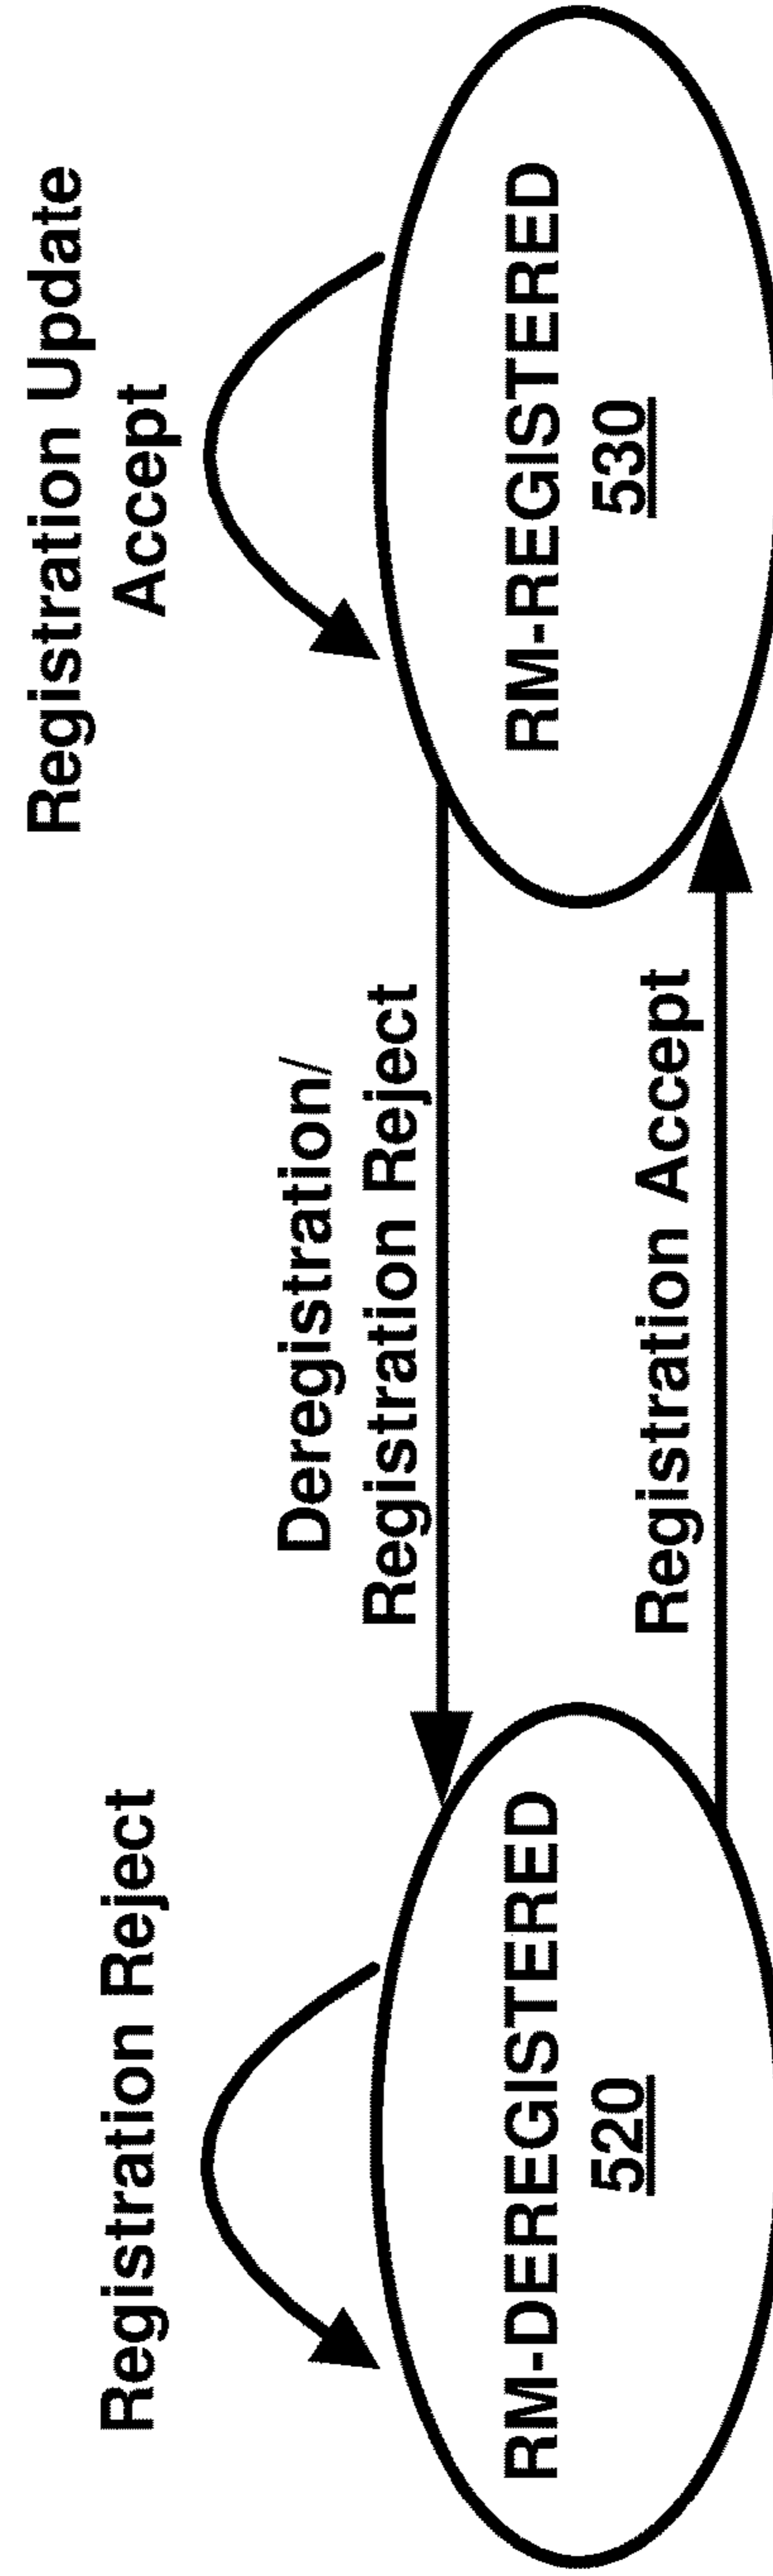 Registration Reject
RM-DEREGISTERED
520
Deregistration/
Registration Reject
Registration Accept
Registration Update
Accept
RM-REGISTERED
530